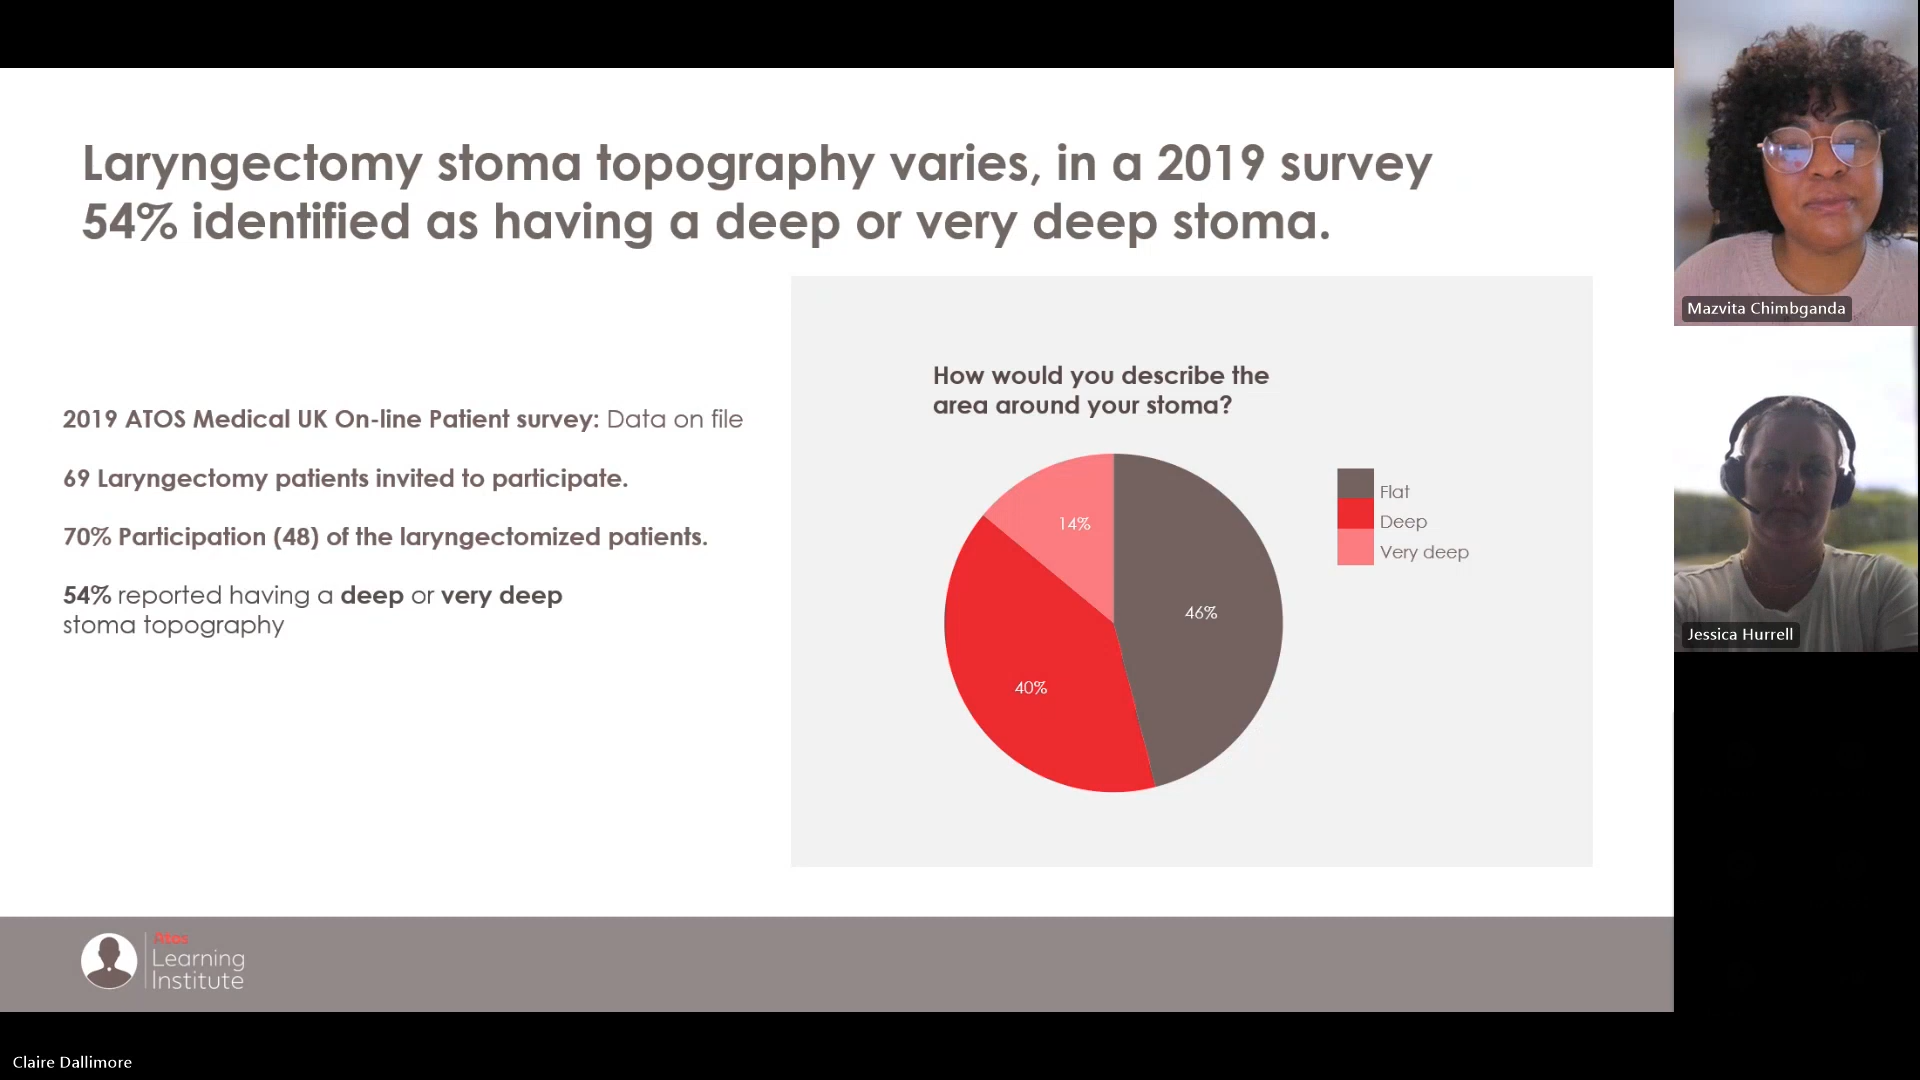 Laryngectomy stoma topography varies, in a 2019 survey
54% identified as having a deep or very deep stoma.
2019 ATOS Medical UK On-line Patient survey: Data on file
69 Laryngectomy patients invited to participate.
70% Participation (48) of the laryngectomized patients.
54% reported having a deep or very deep
stoma topography
How would you describe the
area around your stoma?
14%
46%
40%
Flat
Deep
Very deep
Atos
Learning
Institute
Mazvita Chimbganda
Jessica Hurrell
Claire Dallimore